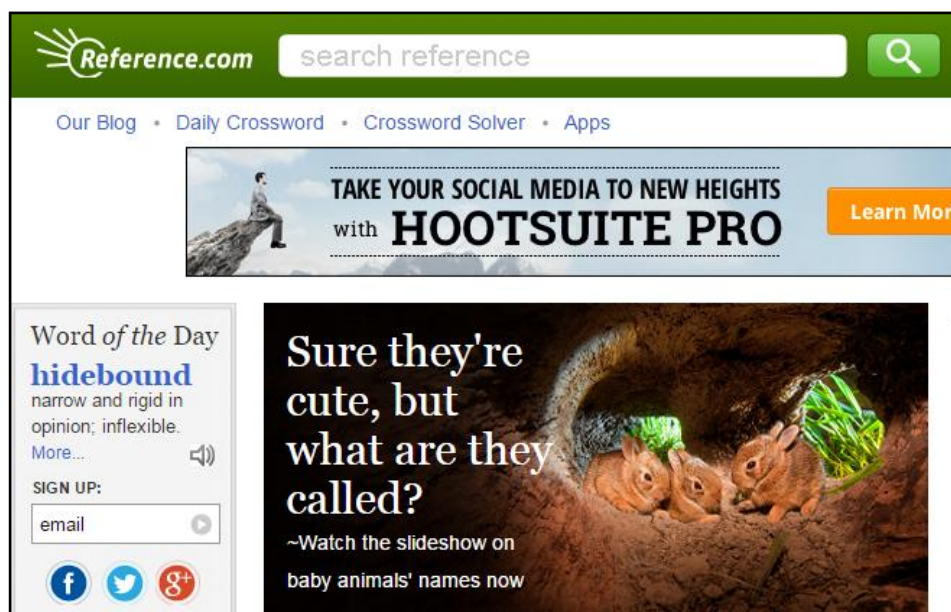 Reference.com
search reference
Our Blog • Daily Crossword • Crossword Solver • Apps
TAKE YOUR SOCIAL MEDIA TO NEW HEIGHTS
with HOOTSUITE PRO
Learn Mor
Word of the Day
hidebound
narrow and rigid in
opinion; inflexible.
More...
SIGN UP:
email
f
g+
Sure they're
cute, but
what are they
called?
~Watch the slideshow on
baby animals' names now